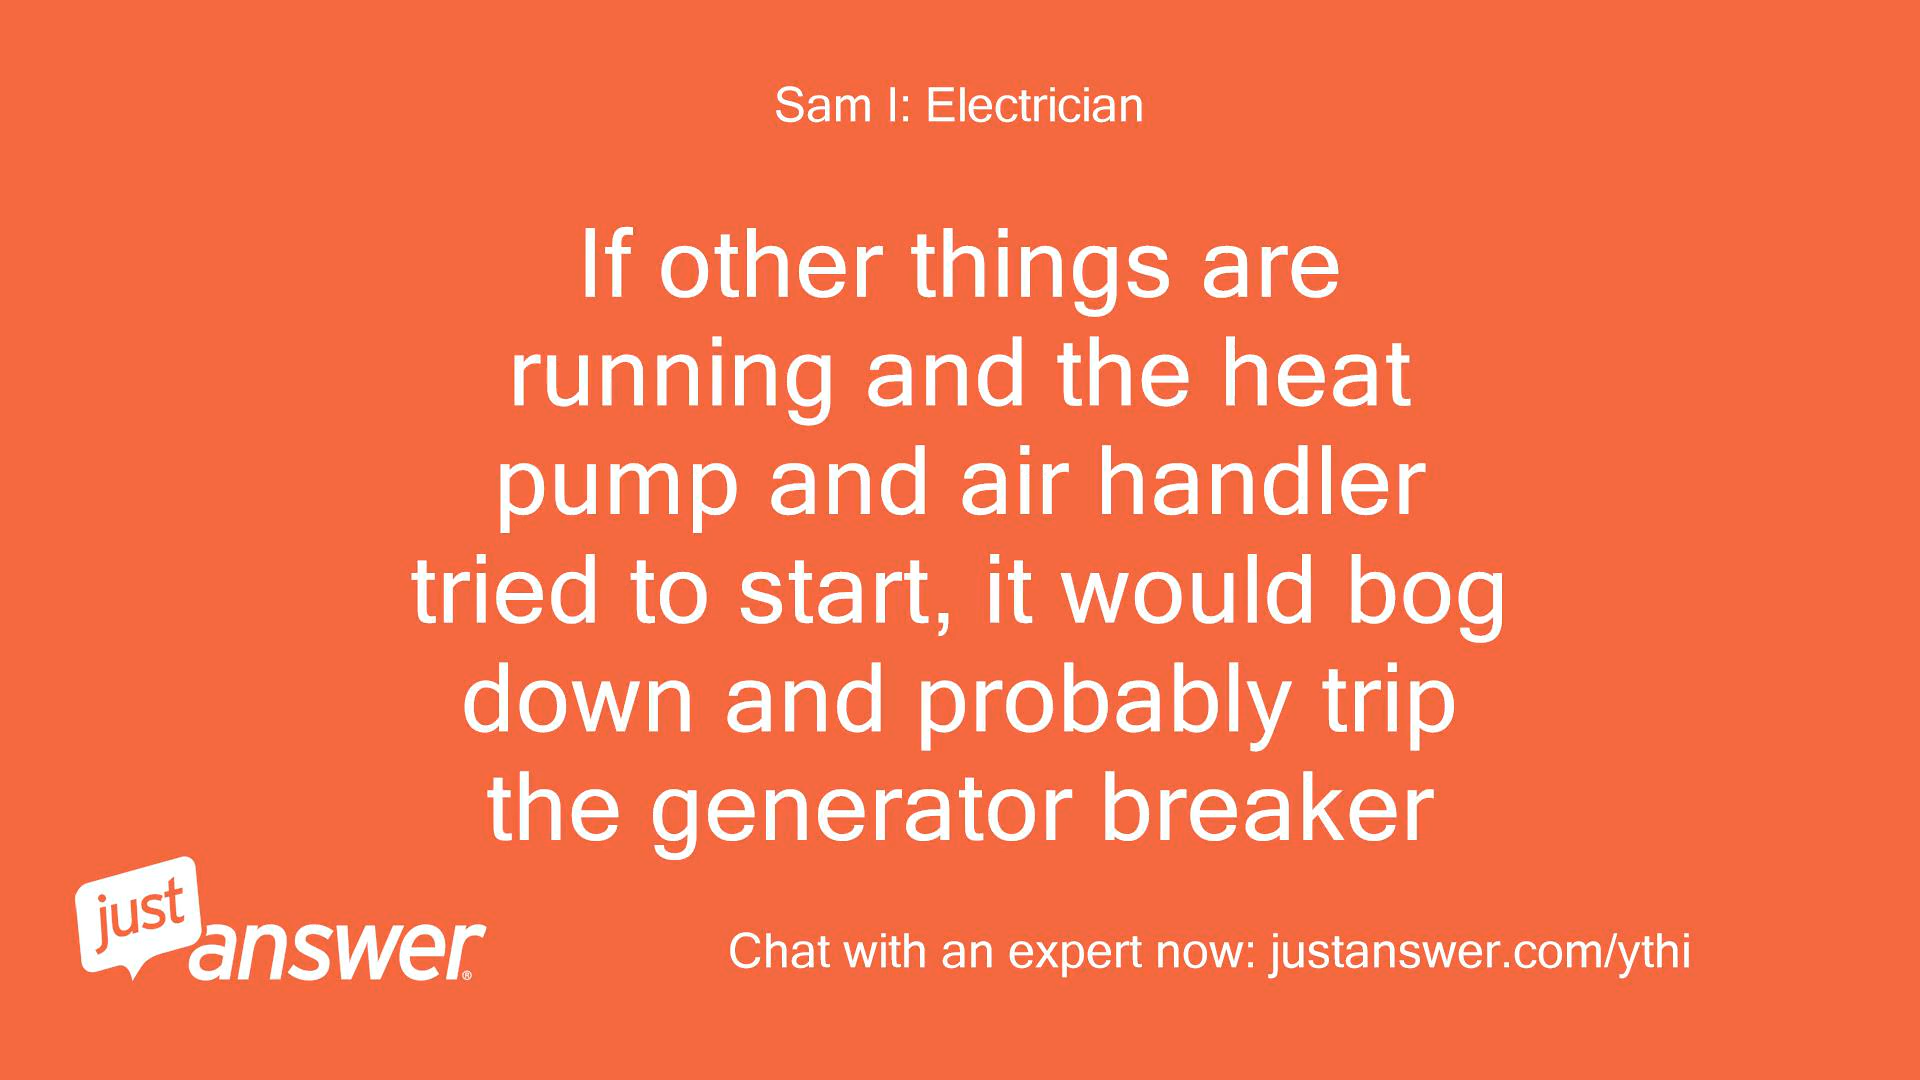 Sam I: Electrician
If other things are
running and the heat
pump and air handler
tried to start, it would bog
down and probably trip
the generator breaker
just
answer®
Chat with an expert now: justanswer.com/ythi